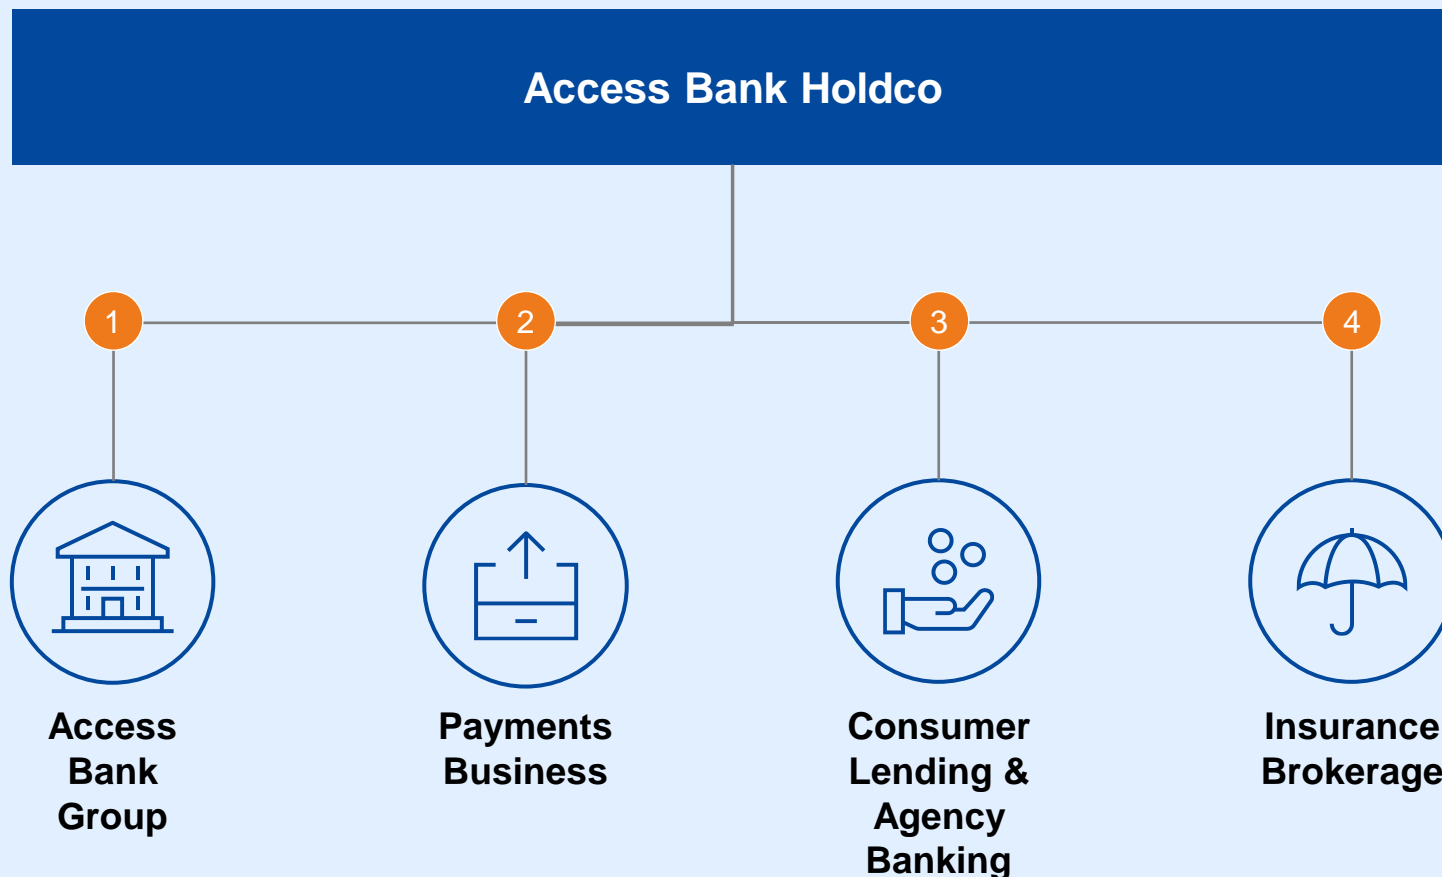 Access Bank Holdco
1
2
3
4
Access
Bank
Group
Payments
Business
Consumer
Lending &
Agency
Banking
Insurance
Brokerage